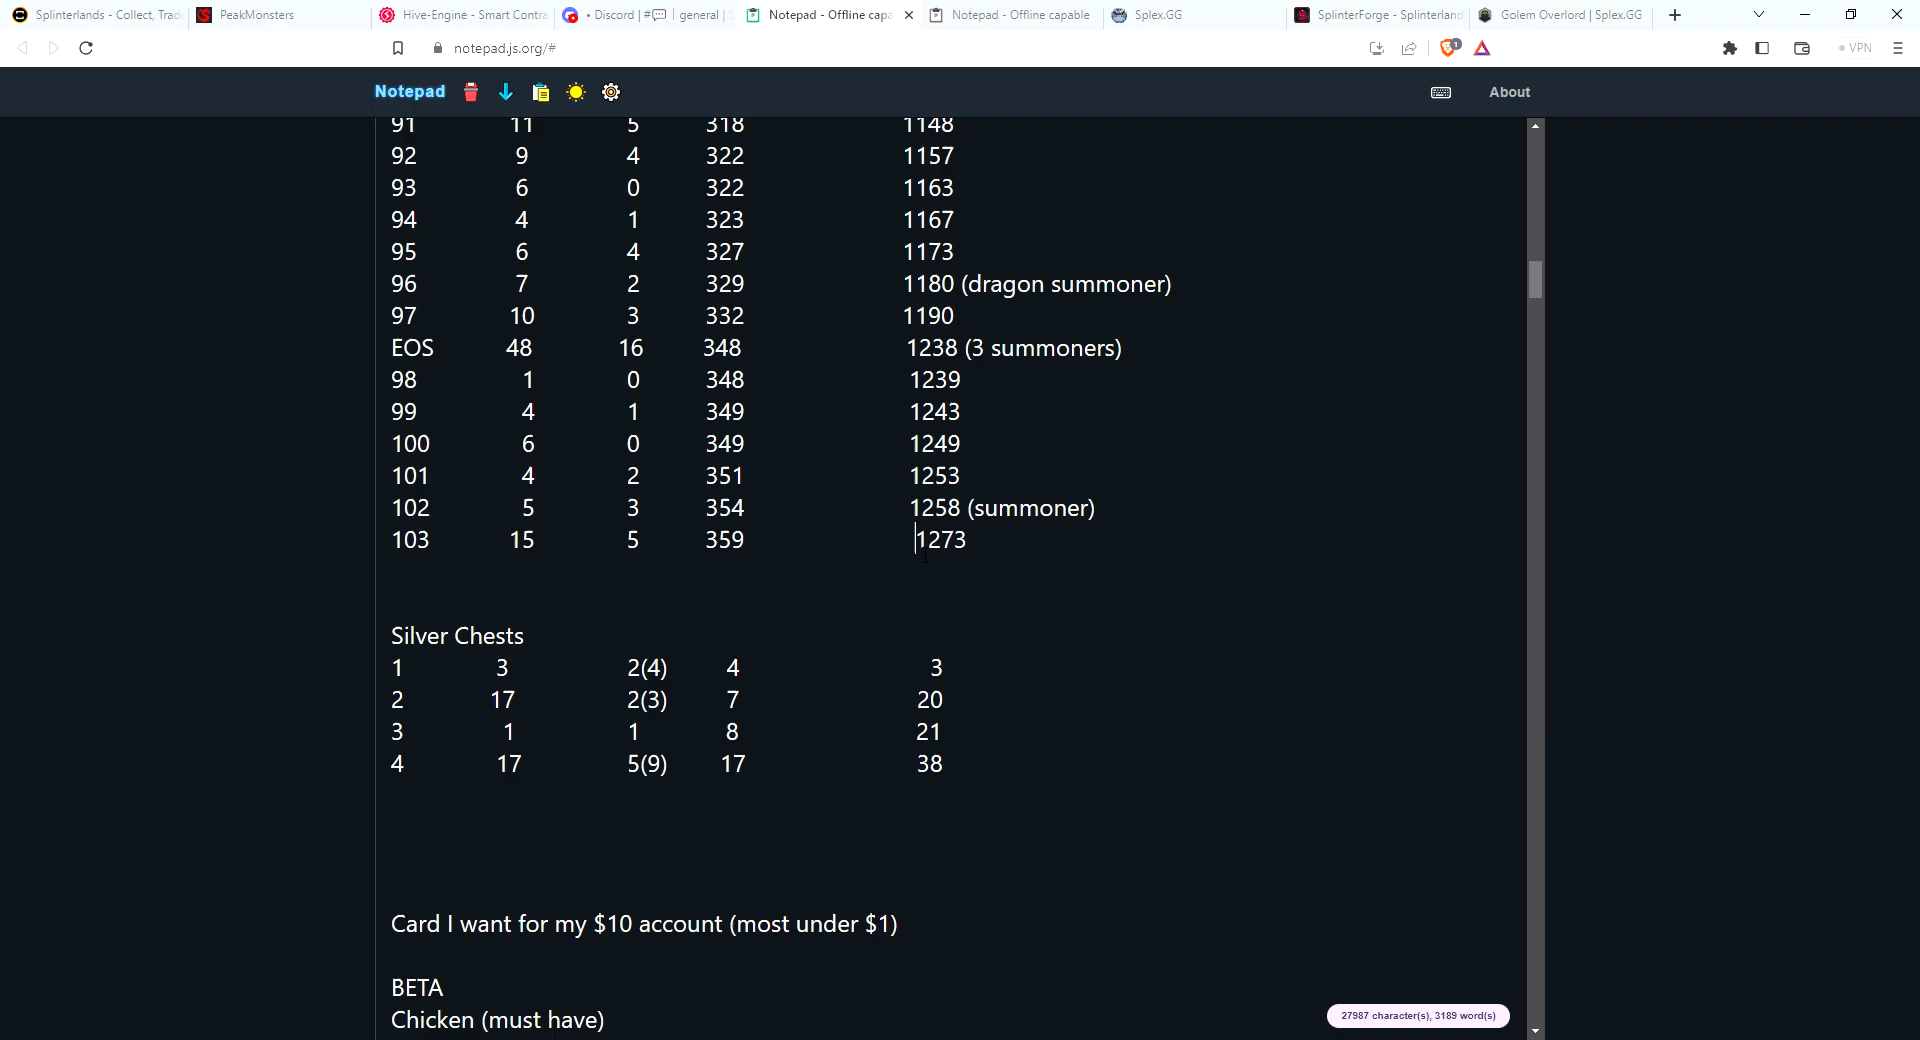 Splinterlands - Collect, Trad
PeakMonsters
Hive-Engine - Smart Contra
• Discord | #💬 | general | S
Notepad - Offline capa
Notepad - Offline capable
Splex.GG
SplinterForge - Splinterland
Golem Overlord | Splex.GG
notepad.js.org/#
1
VPN
Notepad
About
91 11 5 318 1148
92 9 4 322 1157
93 6 0 322 1163
94 4 1 323 1167
95 6 4 327 1173
96 7 2 329 1180 (dragon summoner)
97 10 3 332 1190
EOS 48 16 348 1238 (3 summoners)
98 1 0 348 1239
99 4 1 349 1243
100 6 0 349 1249
101 4 2 351 1253
102 5 3 354 1258 (summoner)
103 15 5 359 1273
Silver Chests
1 3 2(4) 4 3
2 17 2(3) 7 20
3 1 1 8 21
4 17 5(9) 17 38
Card I want for my $10 account (most under $1)
BETA
Chicken (must have)
27987 character(s), 3189 word(s)